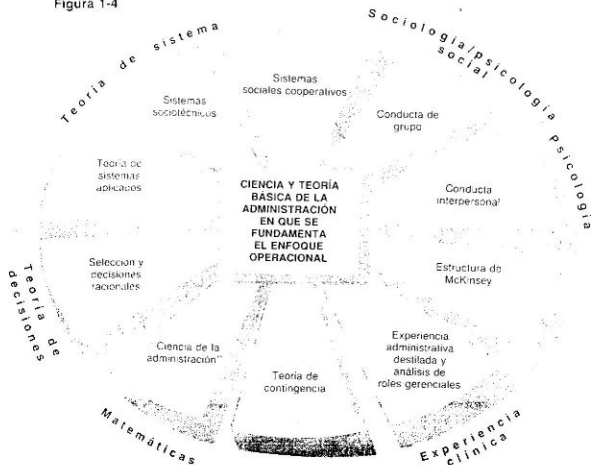 Figura 1-4
Teoría de sistema
Sociología/psicología
social
Psicología
Sistemas
sociales cooperativos
Sistemas
sociotécnicos
Conducta de
grupo
Teoría de
sistemas
aplicados
CIENCIA Y TEORÍA
BÁSICA DE LA
ADMINISTRACIÓN
EN QUE SE
FUNDAMENTA
EL ENFOQUE
OPERACIONAL
Conducta
interpersonal
Selección y
decisiones
racionales
Estructura de
McKinsey
Teoría de
decisiones
Ciencia de la
administración
Teoría de
contingencia
Experiencia
administrativa
destilada y
análisis de
roles gerenciales
Matemáticas
Experiencia
clínica